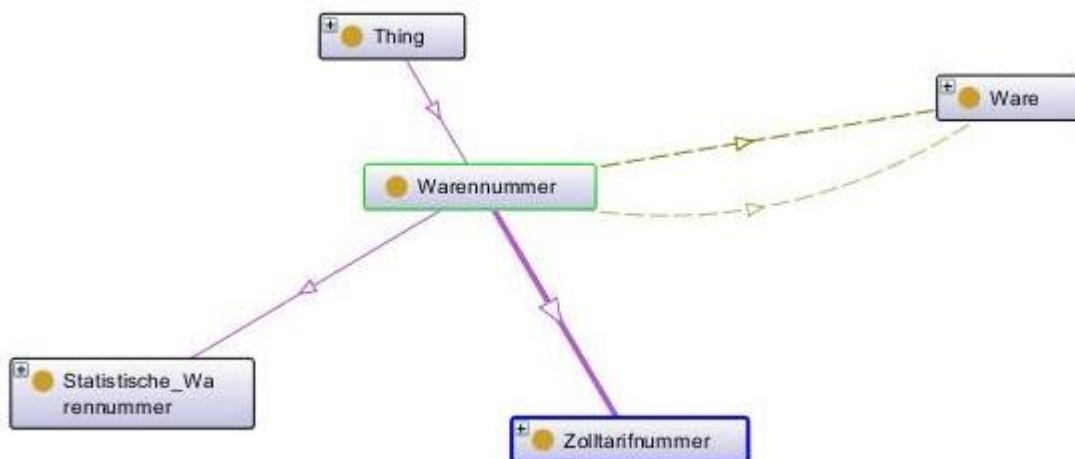 Thing
Ware
Warennummer
Statistische_Wa
rennummer
Zolltarifnummer